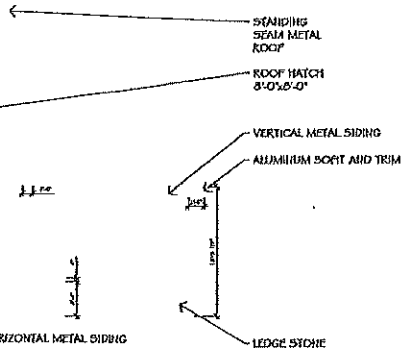 STANDING
SEAM METAL
ROOF
ROOF HATCH
8'-0"x8'-0"
VERTICAL METAL SIDING
ALUMINUM SOFIT AND TRIM
RIZONTAL METAL SIDING
LEDGE STONE